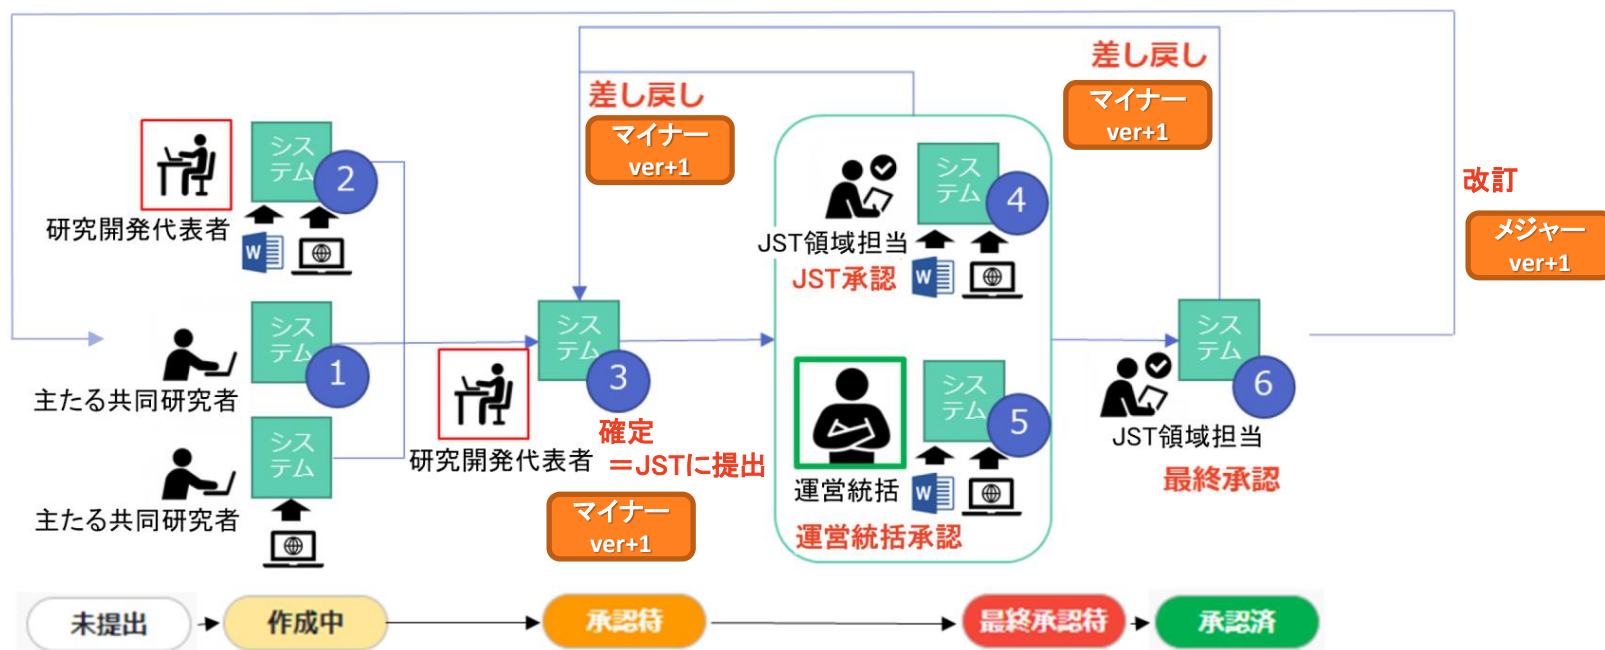 差し戻し
マイナー
ver+1
差し戻し
マイナー
ver+1
改訂
メジャー
ver+1
シス
テム
2
研究開発代表者
W
シス
テム
1
主たる共同研究者
シス
テム
主たる共同研究者
シス
テム
3
研究開発代表者
確定
＝JSTに提出
マイナー
ver+1
シス
テム
4
JST領域担当
JST承認
W
シス
テム
5
運営統括
W
運営統括承認
シス
テム
6
JST領域担当
最終承認
未提出
作成中
承認待
最終承認待
承認済